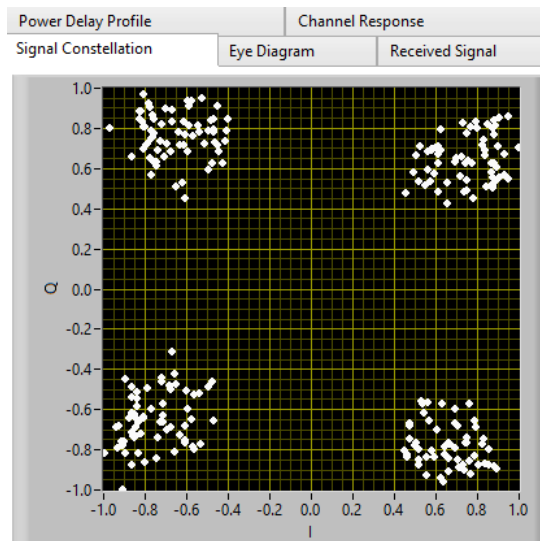 Power Delay Profile
Channel Response
Signal Constellation
Eye Diagram
Received Signal
1.0
0.8
0.6
0.4
0.2
0.0
-0.2
-0.4
-0.6
-0.8
-1.0
Q
-1.0 -0.8 -0.6 -0.4 -0.2 0.0 0.2 0.4 0.6 0.8 1.0
I